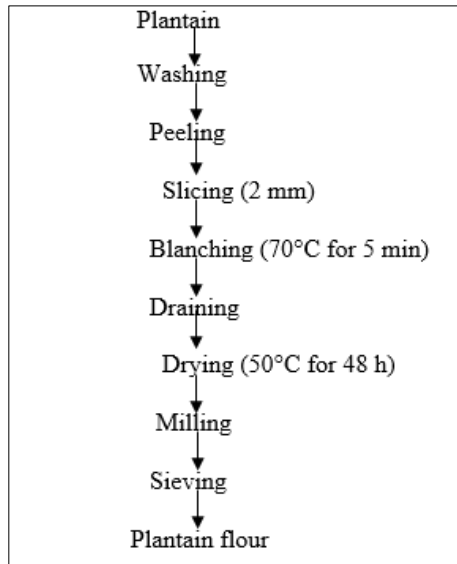 Plantain
Washing
Peeling
Slicing (2 mm)
Blanching (70°C for 5 min)
Draining
Drying (50°C for 48 h)
Milling
Sieving
Plantain flour